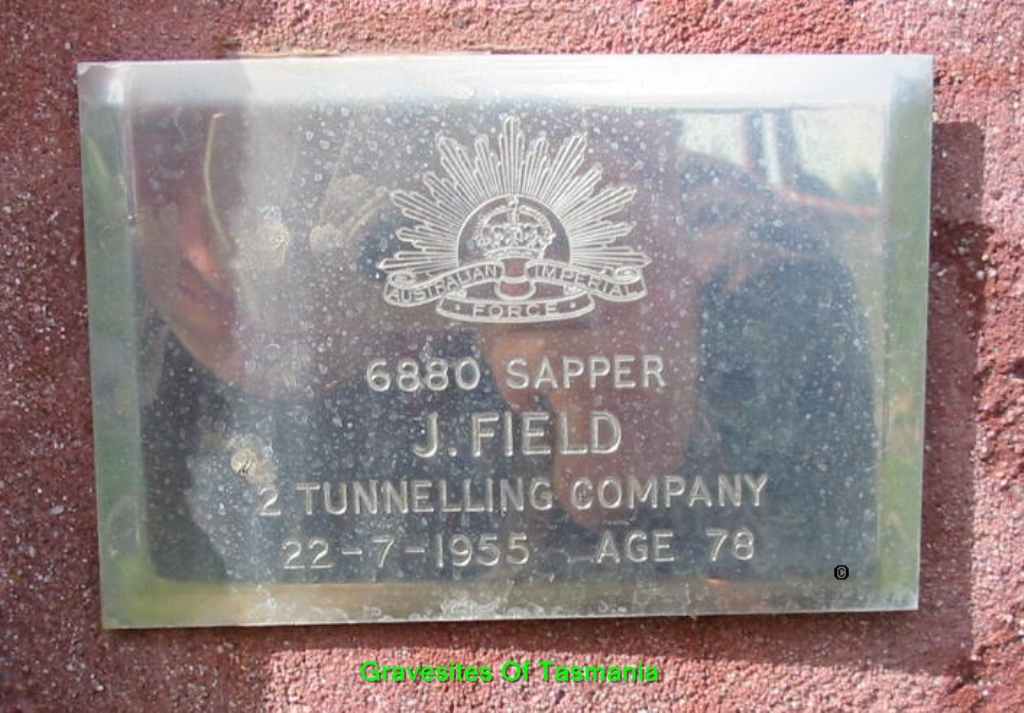 AUSTRALIAN IMPERIAL
FORCE
6880 SAPPER
J. FIELD
2 TUNNELLING COMPANY
22-7-1955 AGE 78
©
Gravesites Of Tasmania